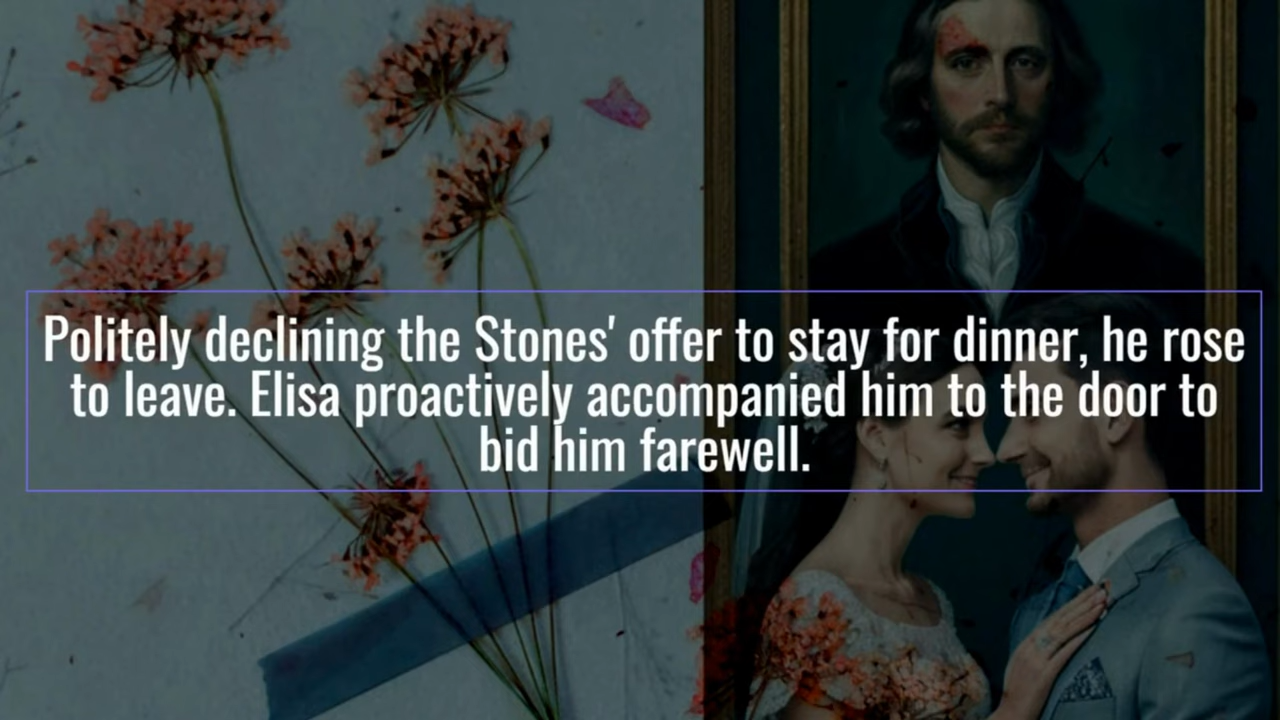 Politely declining the Stones' offer to stay for dinner, he rose
to leave. Elisa proactively accompanied him to the door to
bid him farewell.